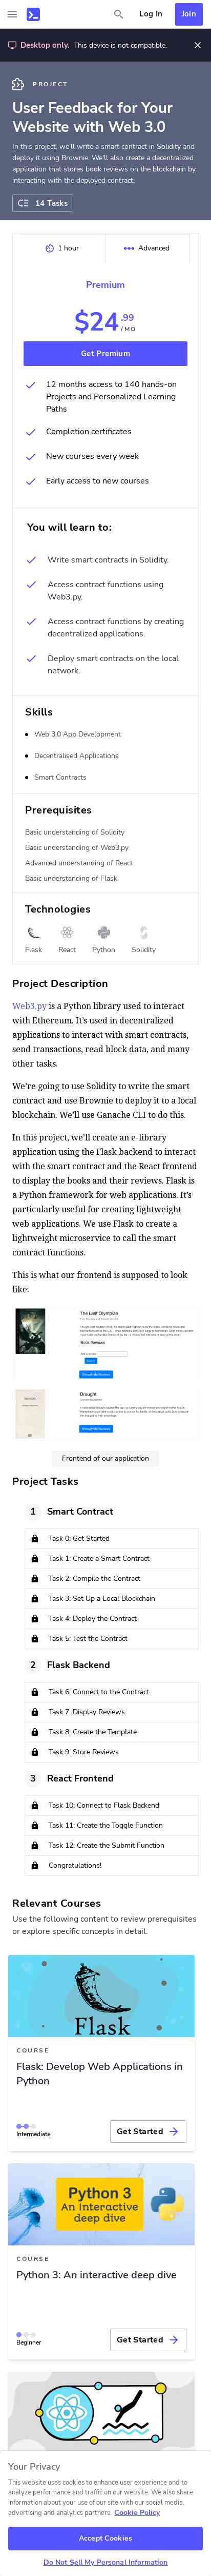 Log In
Join
Desktop only. This device is not compatible.
PROJECT
User Feedback for Your
Website with Web 3.0
In this project, we'll write a smart contract in Solidity and
deploy it using Brownie. We'll also create a decentralized
application that stores book reviews on the blockchain by
interacting with the deployed contract.
14 Tasks
1 hour
Advanced
Premium
$24.99
/ MO
Get Premium
12 months access to 140 hands-on
Projects and Personalized Learning
Paths
Completion certificates
New courses every week
Early access to new courses
You will learn to:
Write smart contracts in Solidity.
Access contract functions using
Web3.py.
Access contract functions by creating
decentralized applications.
Deploy smart contracts on the local
network.
Skills
Web 3.0 App Development
Decentralised Applications
Smart Contracts
Prerequisites
Basic understanding of Solidity
Basic understanding of Web3.py
Advanced understanding of React
Basic understanding of Flask
Technologies
Flask
React
Python
Solidity
Project Description
Web3.py is a Python library used to interact
with Ethereum. It's used in decentralized
applications to interact with smart contracts,
send transactions, read block data, and many
other tasks.
We're going to use Solidity to write the smart
contract and use Brownie to deploy it to a local
blockchain. We'll use Ganache CLI to do this.
In this project, we'll create an e-library
application using the Flask backend to interact
with the smart contract and the React frontend
to display the books and their reviews. Flask is
a Python framework for web applications. It's
particularly useful for creating lightweight
web applications. We use Flask to create a
lightweight microservice to call the smart
contract functions.
This is what our frontend is supposed to look
like:
The Last Olympian
Book Reviews
Drought
Frontend of our application
Project Tasks
1 Smart Contract
Task 0: Get Started
Task 1: Create a Smart Contract
Task 2: Compile the Contract
Task 3: Set Up a Local Blockchain
Task 4: Deploy the Contract
Task 5: Test the Contract
2 Flask Backend
Task 6: Connect to the Contract
Task 7: Display Reviews
Task 8: Create the Template
Task 9: Store Reviews
3 React Frontend
Task 10: Connect to Flask Backend
Task 11: Create the Toggle Function
Task 12: Create the Submit Function
Congratulations!
Relevant Courses
Use the following content to review prerequisites
or explore specific concepts in detail.
Flask
COURSE
Flask: Develop Web Applications in
Python
Intermediate
Get Started
Python 3
An interactive
deep dive
COURSE
Python 3: An interactive deep dive
Beginner
Get Started
Your Privacy
This website uses cookies to enhance user experience and to
analyze performance and traffic on our website. We also share
information about your use of our site with our social media,
advertising and analytics partners. Cookie Policy
Accept Cookies
Do Not Sell My Personal Information